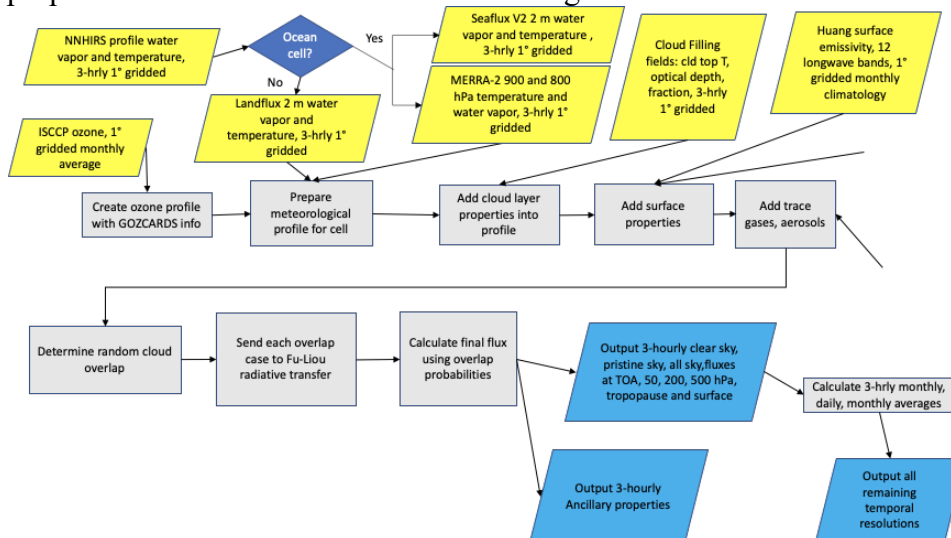 NNHIRS profile water
vapor and temperature,
3-hrly 1° gridded
Ocean
cell?
Yes
No
Seaflux V2 2 m water
vapor and temperature ,
3-hrly 1° gridded
MERRA-2 900 and 800
hPa temperature and
water vapor, 3-hrly 1°
gridded
Cloud Filling
fields: cld top T,
optical depth,
fraction, 3-hrly
1° gridded
Huang surface
emissivity, 12
longwave bands, 1°
gridded monthly
climatology
Landflux 2 m water
vapor and
temperature, 3-hrly 1°
gridded
ISCCP ozone, 1°
gridded monthly
average
Create ozone profile
with GOZCARDS info
Prepare
meteorological
profile for cell
Add cloud layer
properties into
profile
Add surface
properties
Add trace
gases, aerosols
Determine random cloud
overlap
Send each overlap
case to Fu-Liou
radiative transfer
Calculate final flux
using overlap
probabilities
Output 3-hourly clear sky,
pristine sky, all sky,fluxes
at TOA, 50, 200, 500 hPa,
tropopause and surface
Calculate 3-hrly monthly,
daily, monthly averages
Output 3-hourly
Ancillary properties
Output all
remaining
temporal
resolutions